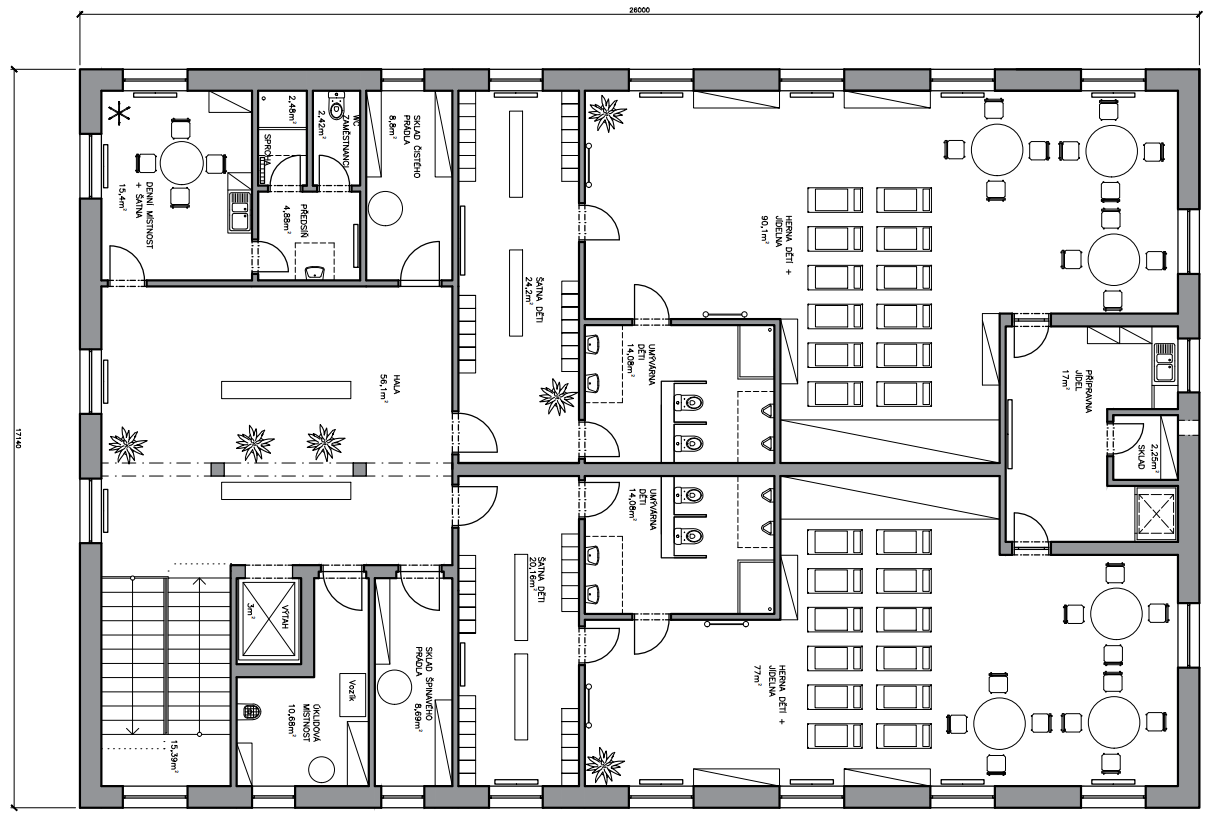 26000
17140
DENNÍ MÍSTNOST
+ ŠATNA
15,4m²
2,48m²
SPRCHA
WC
ZAMĚSTNANCI
2,42m²
PŘEDSÍŇ
4,88m²
SKLAD ČISTÉHO
PRÁDLA
8,8m²
ŠATNA DĚTÍ
24,2m²
HERNA DĚTÍ +
JÍDELNA
90,1m²
HALA
56,1m²
UMÝVÁRNA
DĚTÍ
14,08m²
PŘÍPRAVNA
JÍDEL
17m²
2,25m²
SKLAD
UMÝVÁRNA
DĚTÍ
14,08m²
ŠATNA DĚTÍ
20,16m²
VÝTAH
3m²
SKLAD ŠPINAVÉHO
PRÁDLA
8,69m²
Vozík
ÚKLIDOVÁ
MÍSTNOST
10,68m²
15,39m²
HERNA DĚTÍ +
JÍDELNA
77m²